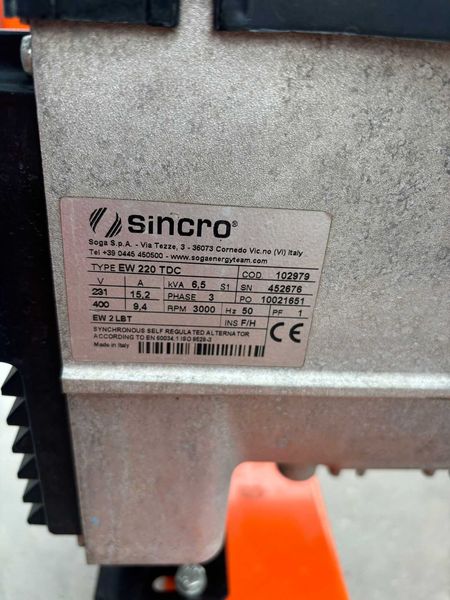 Sincro®
Soga S.p.A. - Via Tezze, 3 - 36073 Cornedo Vic.no (VI) Italy
Tel +39 0445 450500 - www.sogaenergyteam.com
TYPE EW 220 TDC COD 102979
V A kVA 6,5 S1 SN 452676
231 15,2 PHASE 3 PO 10021651
400 9,4 RPM 3000 Hz 50 PF 1
EW 2 LBT INS F/H
SYNCHRONOUS SELF REGULATED ALTERNATOR
ACCORDING TO EN 60034.1 ISO 8528-3
Made in Italy
CE